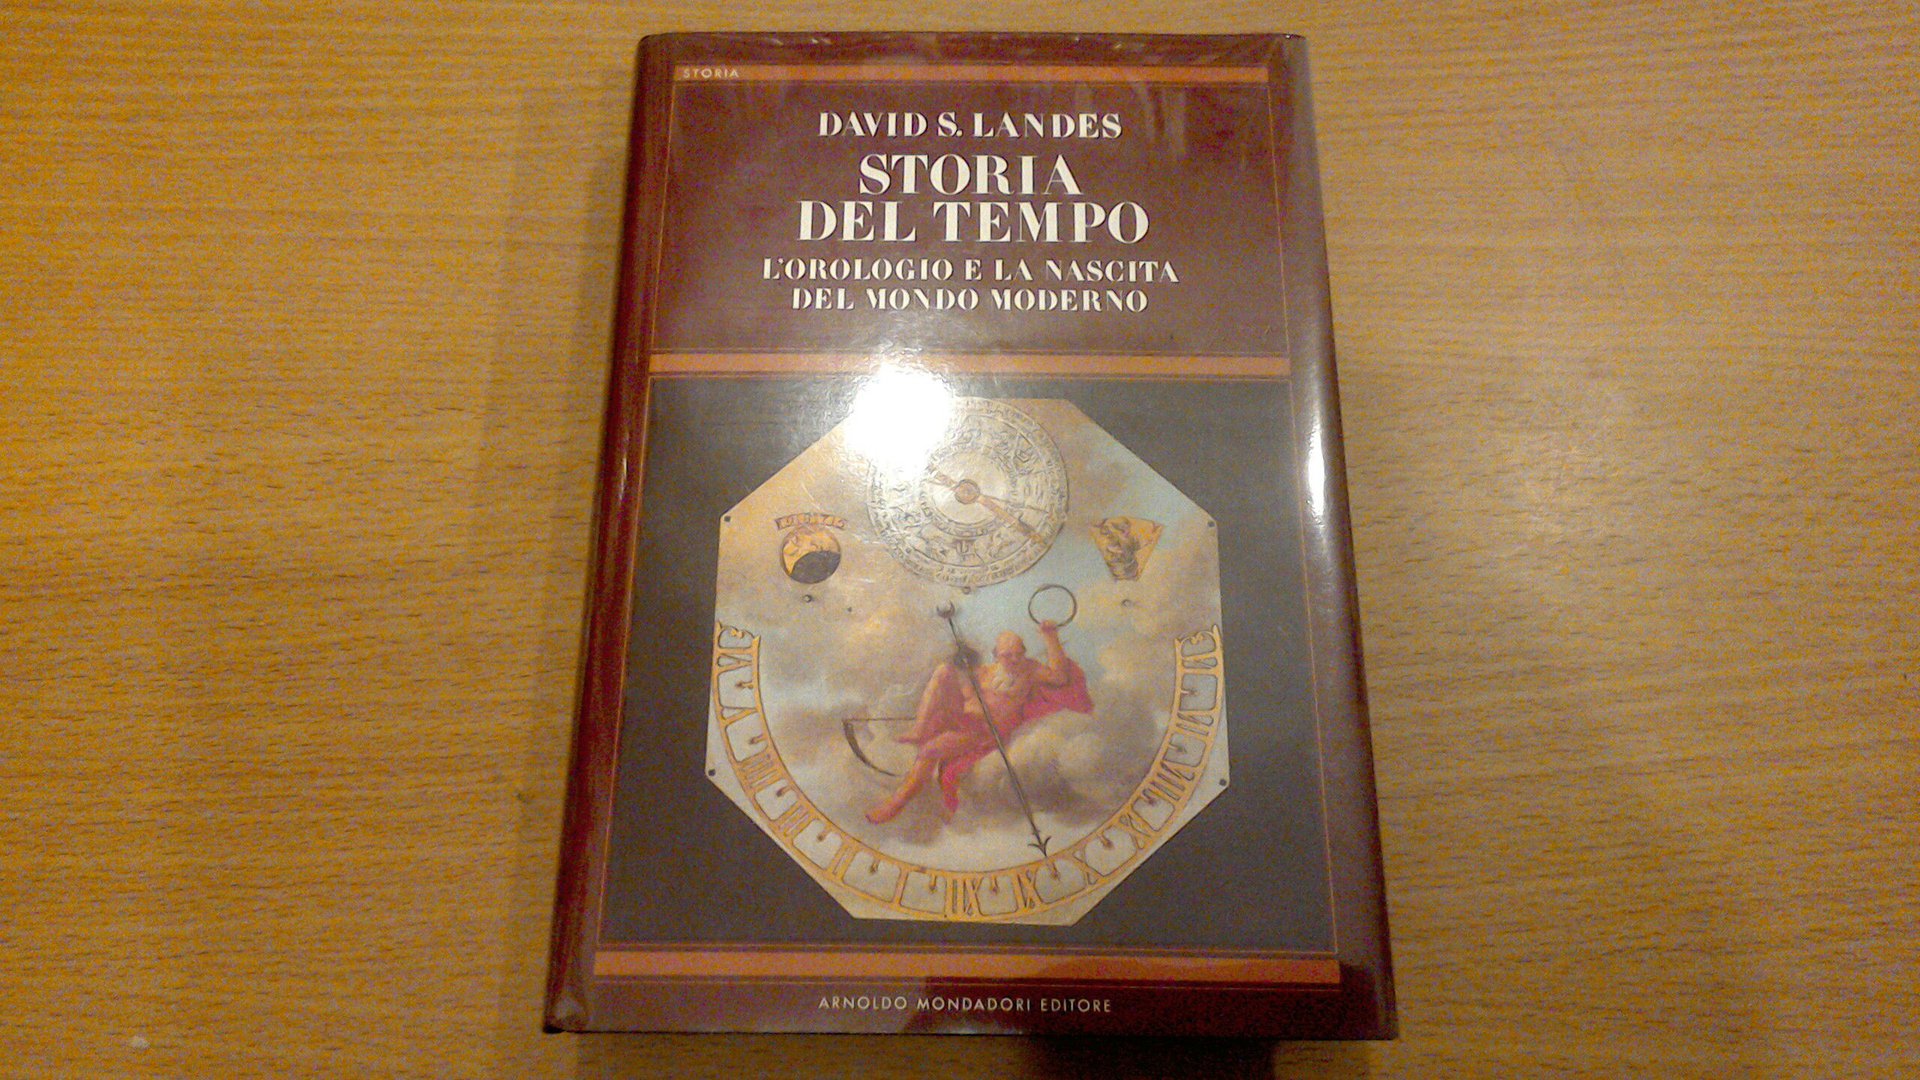 STORIA
DAVID S. LANDES
STORIA
DEL TEMPO
L'OROLOGIO E LA NASCITA
DEL MONDO MODERNO
ARNOLDO MONDADORI EDITORE